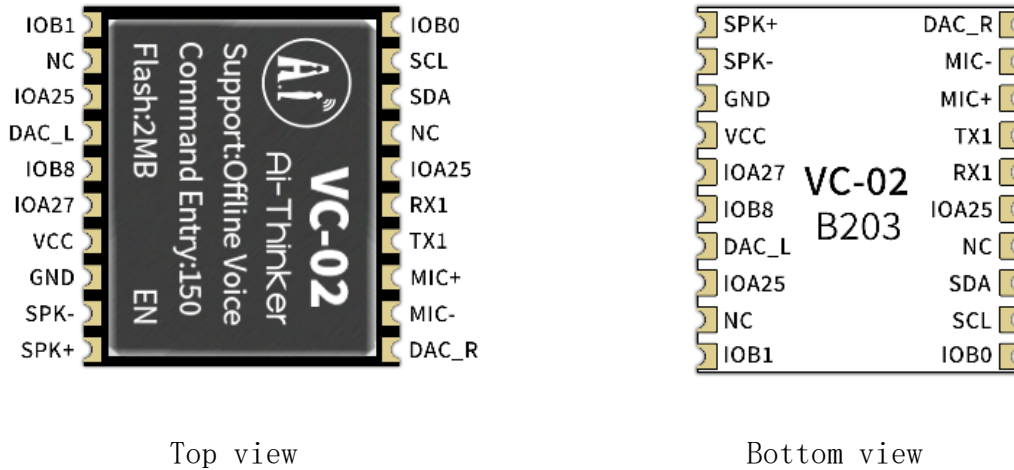 IOB1
NC
IOA25
DAC_L
IOB8
IOA27
VCC
GND
SPK-
SPK+
A.i
Ai-Thinker
VC-02
Support:Offline Voice
Command Entry:150
Flash:2MB EN
IOB0
SCL
SDA
NC
IOA25
RX1
TX1
MIC+
MIC-
DAC_R
Top view
SPK+
SPK-
GND
VCC
IOA27
IOB8
DAC_L
IOA25
NC
IOB1
VC-02
B203
DAC_R
MIC-
MIC+
TX1
RX1
IOA25
NC
SDA
SCL
IOB0
Bottom view